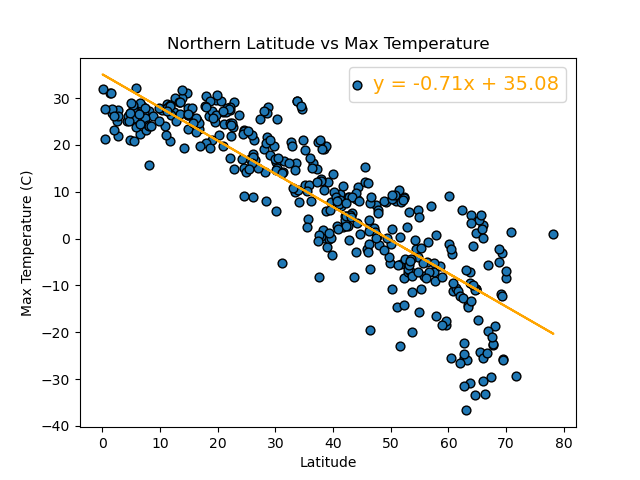 Northern Latitude vs Max Temperature
y = -0.71x + 35.08
Max Temperature (C)
30
20
10
0
−10
−20
−30
−40
0 10 20 30 40 50 60 70 80
Latitude